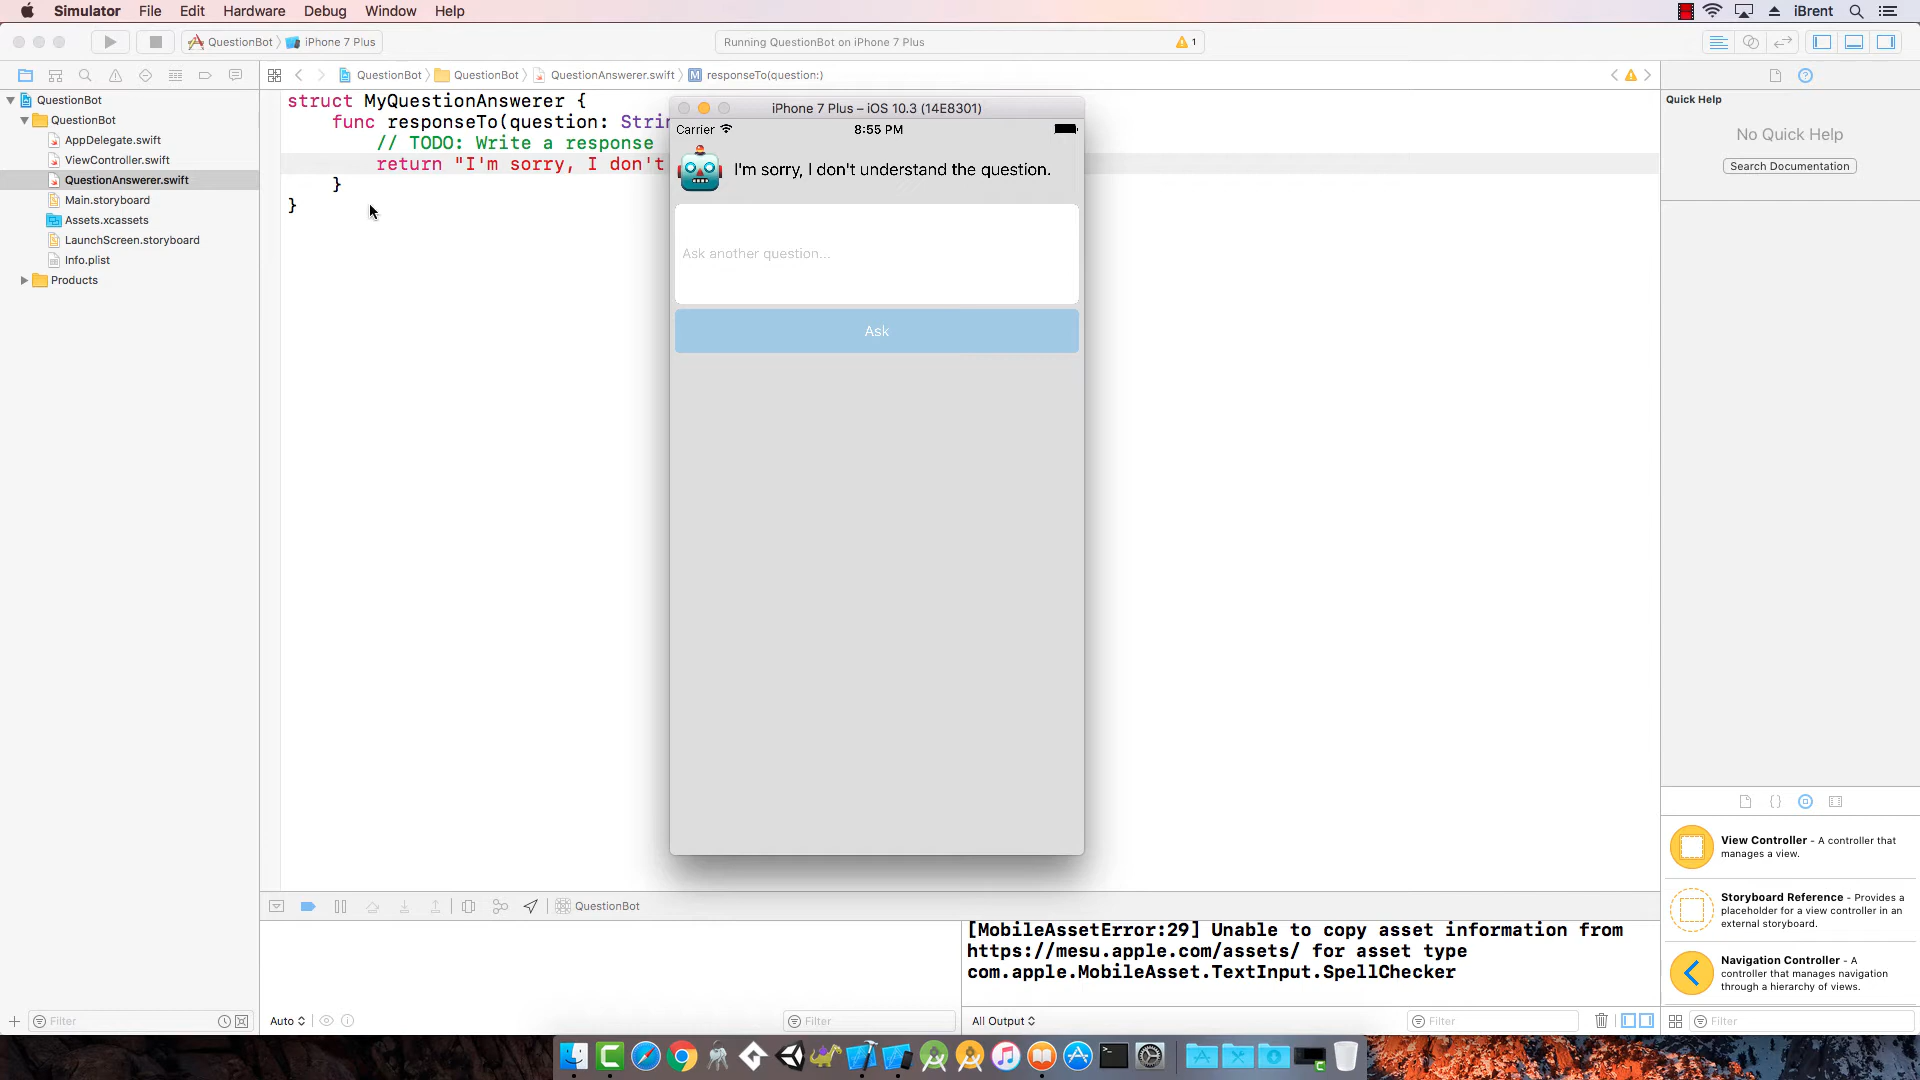 Simulator File Edit Hardware Debug Window Help iBrent
QuestionBot iPhone 7 Plus Running QuestionBot on iPhone 7 Plus 1
QuestionBot QuestionBot QuestionAnswerer.swift M responseTo(question:)
QuestionBot
QuestionBot
AppDelegate.swift
ViewController.swift
QuestionAnswerer.swift
Main.storyboard
Assets.xcassets
LaunchScreen.storyboard
Info.plist
Products
struct MyQuestionAnswerer {
func responseTo(question: Strin
// TODO: Write a response
return "I'm sorry, I don't
}
}
iPhone 7 Plus – iOS 10.3 (14E8301)
Carrier 8:55 PM
I'm sorry, I don't understand the question.
Ask another question...
Ask
Quick Help
No Quick Help
Search Documentation
View Controller - A controller that
manages a view.
Storyboard Reference - Provides a
placeholder for a view controller in an
external storyboard.
Navigation Controller - A
controller that manages navigation
through a hierarchy of views.
QuestionBot
[MobileAssetError:29] Unable to copy asset information from
https://mesu.apple.com/assets/ for asset type
com.apple.MobileAsset.TextInput.SpellChecker
Filter Auto Filter All Output Filter Filter